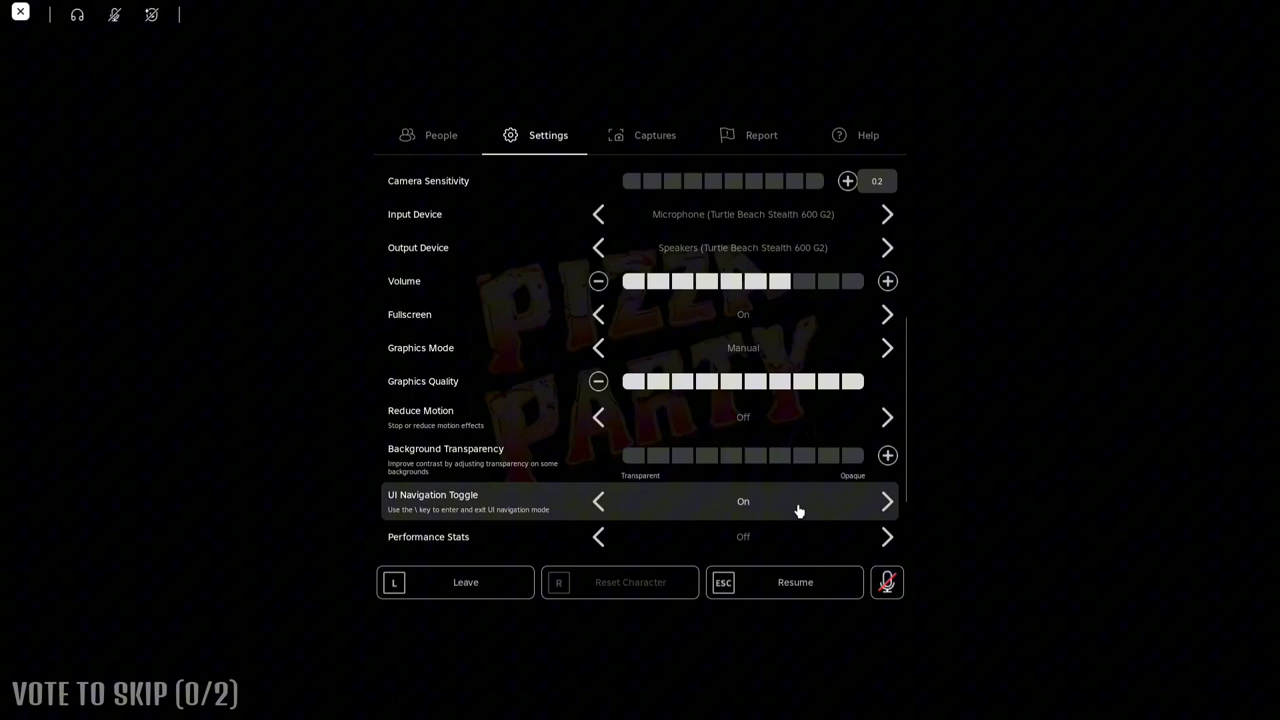 People Settings Captures Report Help
Camera Sensitivity 0.2
Input Device Microphone (Turtle Beach Stealth 600 G2)
Output Device Speakers (Turtle Beach Stealth 600 G2)
Volume
Fullscreen On
Graphics Mode Manual
Graphics Quality
Reduce Motion Off
Stop or reduce motion effects
Background Transparency
Improve contrast by adjusting transparency on some
backgrounds
Transparent Opaque
UI Navigation Toggle On
Use the \ key to enter and exit UI navigation mode
Performance Stats Off
L Leave R Reset Character ESC Resume
PIZZA
PARTY
VOTE TO SKIP (0/2)